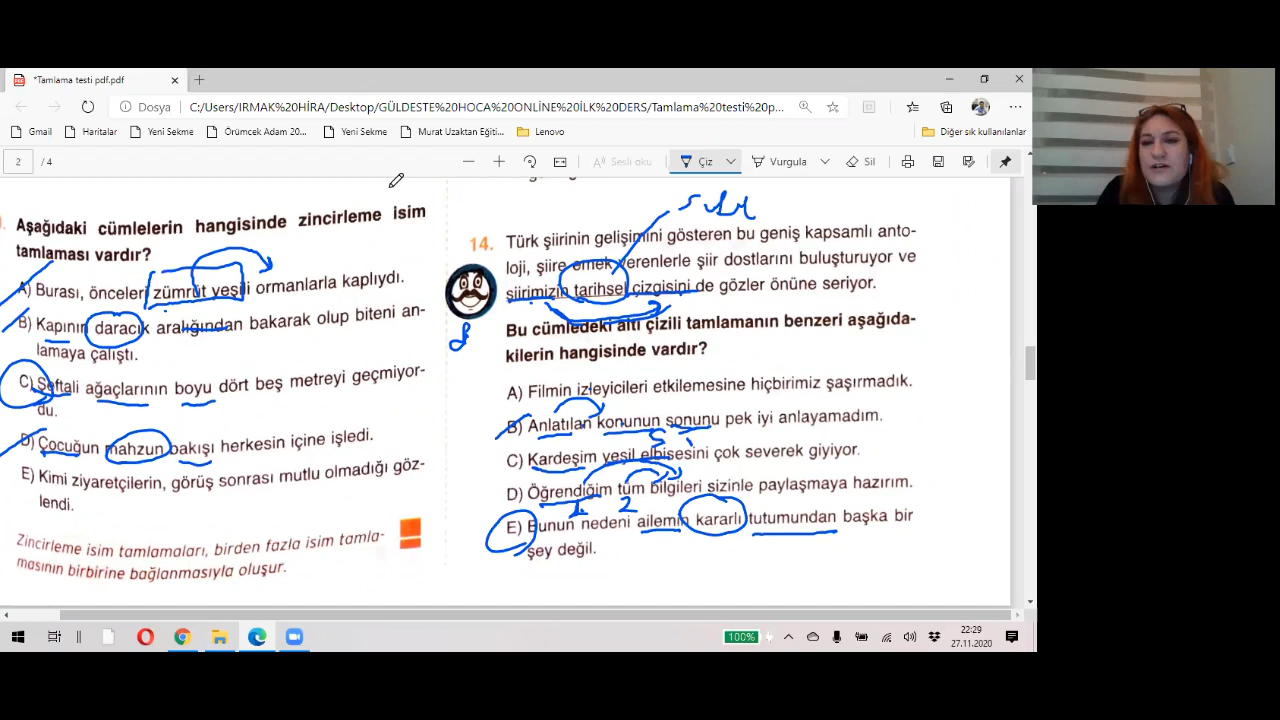 *Tamlama testi pdf.pdf
Dosya
C:/Users/IRMAK%20HİRA/Desktop/GÜLDESTE%20HOCA%20ONLİNE%20İLK%20DERS/Tamlama%20testi%20p...
Gmail
Haritalar
Yeni Sekme
Örümcek Adam 20...
Yeni Sekme
Murat Uzaktan Eğiti...
Lenovo
Diğer sık kullanılanlar
2 / 4
Sesli oku
Çiz
Vurgula
Sil
Aşağıdaki cümlelerin hangisinde zincirleme isim
tamlaması vardır?
A) Burası, önceleri zümrüt yeşili ormanlarla kaplıydı.
B) Kapının daracık aralığından bakarak olup biteni an-
lamaya çalıştı.
C) Şeftali ağaçlarının boyu dört beş metreyi geçmiyor-
du.
D) Çocuğun mahzun bakışı herkesin içine işledi.
E) Kimi ziyaretçilerin, görüş sonrası mutlu olmadığı göz-
lendi.
Zincirleme isim tamlamaları, birden fazla isim tamla-
masının birbirine bağlanmasıyla oluşur.
14. Türk şiirinin gelişimini gösteren bu geniş kapsamlı anto-
loji, şiire emek verenlerle şiir dostlarını buluşturuyor ve
şiirimizin tarihsel çizgisini de gözler önüne seriyor.
Bu cümledeki altı çizili tamlamanın benzeri aşağıda-
kilerin hangisinde vardır?
A) Filmin izleyicileri etkilemesine hiçbirimiz şaşırmadık.
B) Anlatılan konunun sonunu pek iyi anlayamadım.
C) Kardeşim yeşil elbisesini çok severek giyiyor.
D) Öğrendiğim tüm bilgileri sizinle paylaşmaya hazırım.
1 2
E) Bunun nedeni ailemin kararlı tutumundan başka bir
şey değil.
100%
22:29
27.11.2020